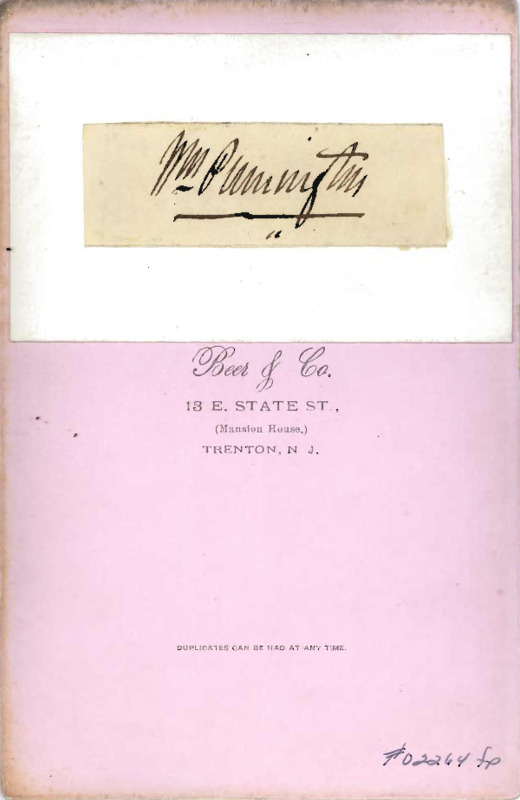 Wm Pennington
"
Beer & Co.
13 E. STATE ST.,
(Mansion House.)
TRENTON, N. J.
DUPLICATES CAN BE HAD AT ANY TIME.
#02264 fp